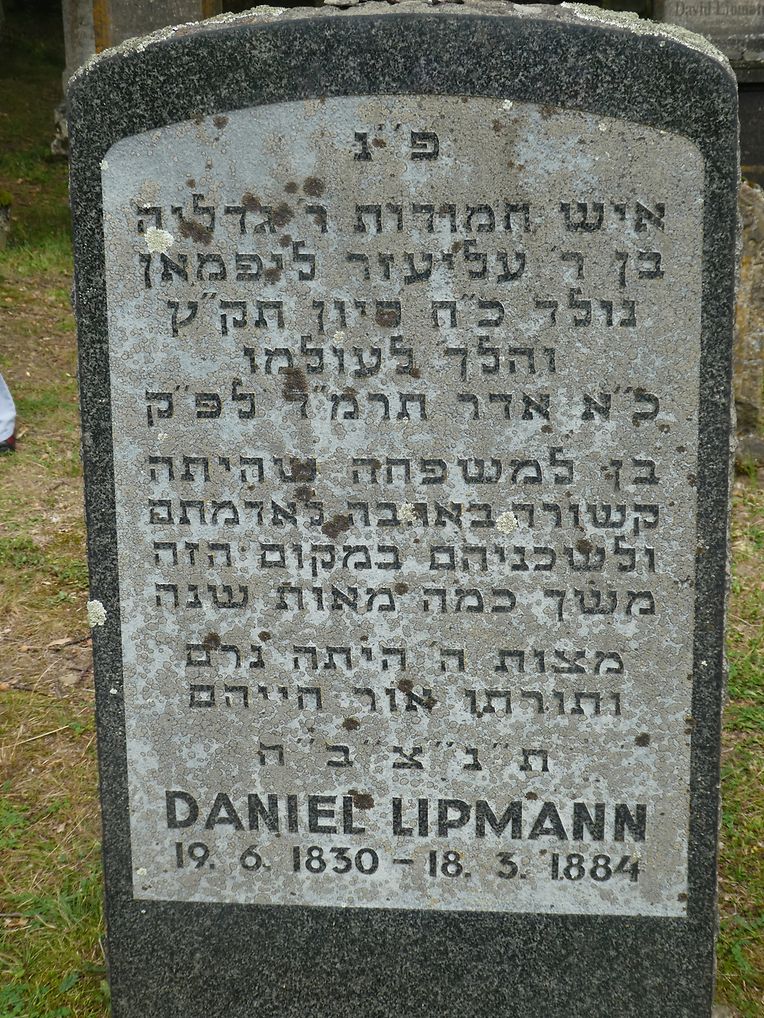 David Lipman
פ״נ
איש חמודות ר׳ גדליה
בן ר עליעזר ליפמאן
נולד כ״ח סיון תק״ץ
והלך לעולמו
כ״א אדר תרמ״ד לפ״ק
בן למשפחה שהיתה
קשורה באהבה לאדמתם
ולשכניהם במקום הזה
משך כמה מאות שנה
מצות ה׳ היתה נרם
ותורתו אור חייהם
ת״נ״צ״ב״ה
DANIEL LIPMANN
19. 6. 1830 – 18. 3. 1884